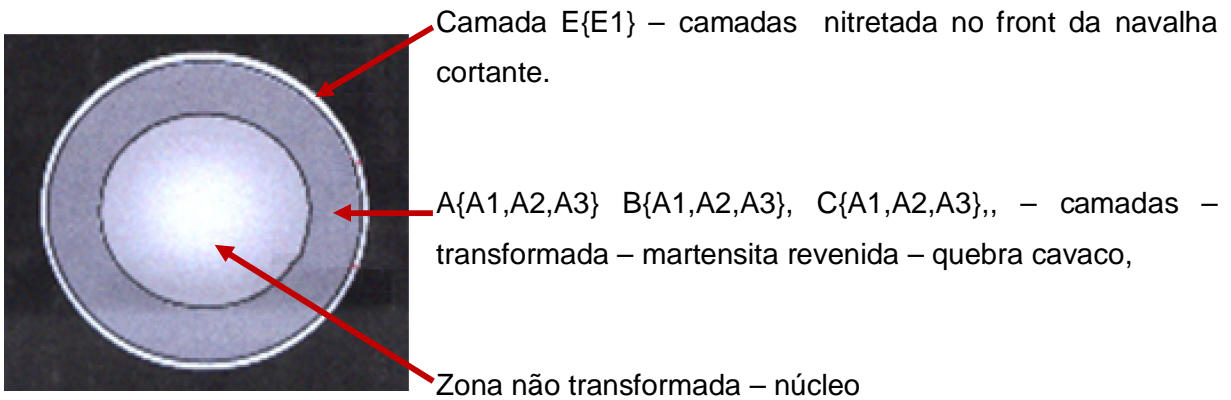 Camada E{E1} – camadas nitretada no front da navalha
cortante.
A{A1,A2,A3} B{A1,A2,A3}, C{A1,A2,A3},, – camadas –
transformada – martensita revenida – quebra cavaco,
Zona não transformada – núcleo